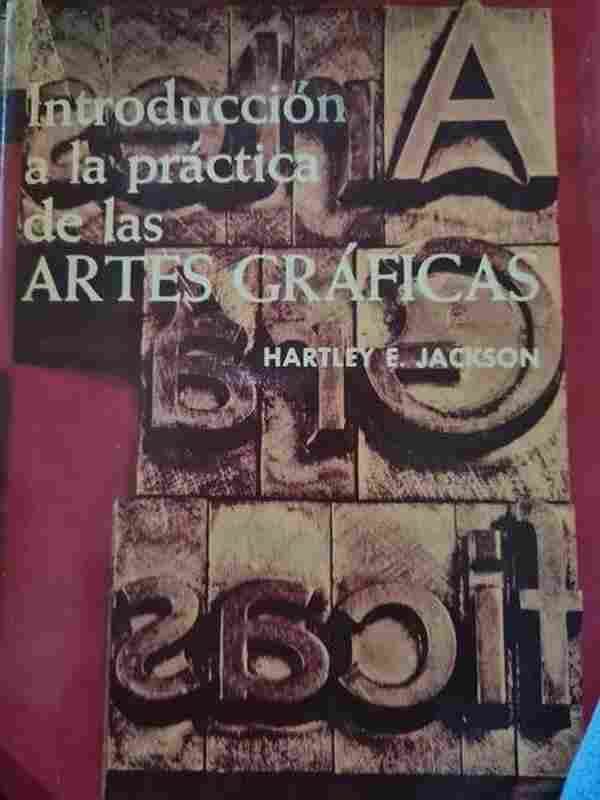 Introducción
a la práctica
de las
ARTES GRÁFICAS
HARTLEY E. JACKSON